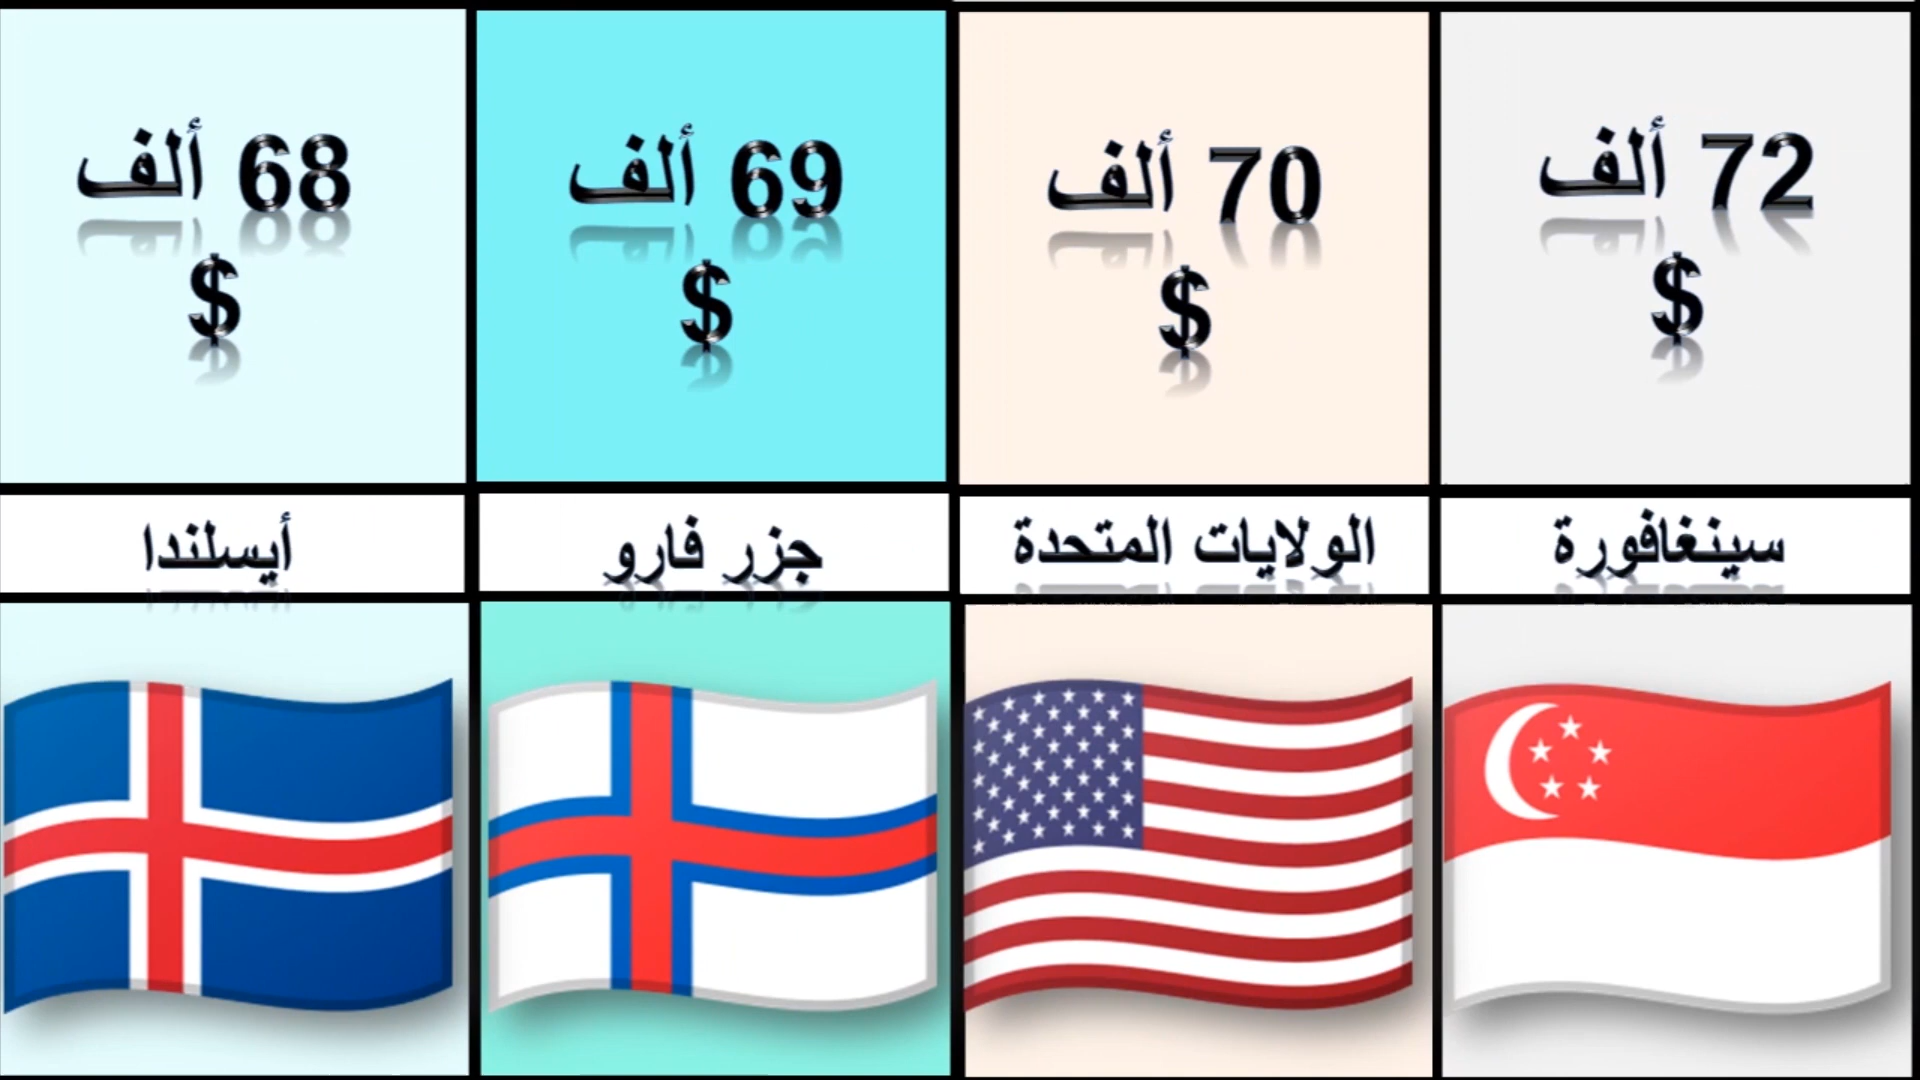 68 ألف
$
69 ألف
$
70 ألف
$
72 ألف
$
أيسلندا
جزر فارو
الولايات المتحدة
سينغافورة